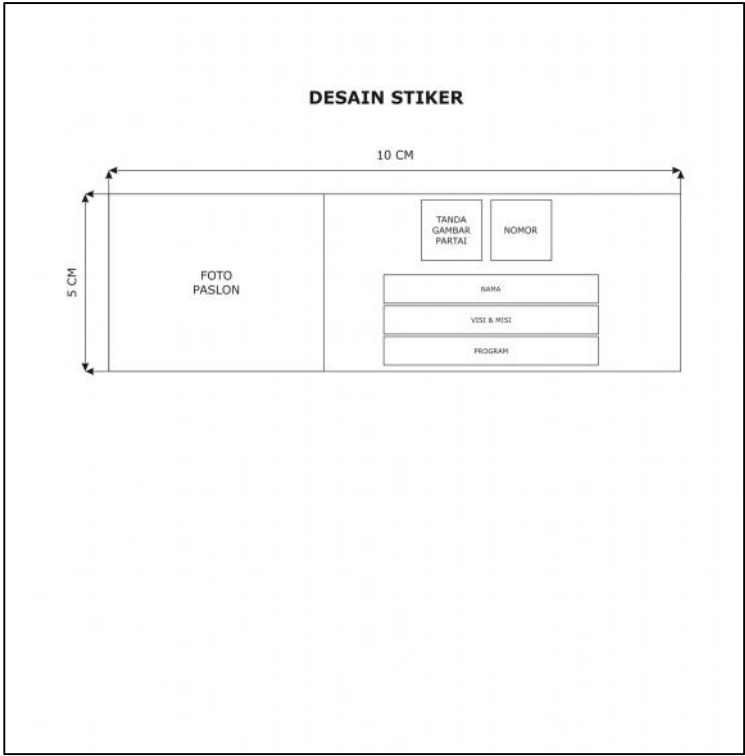 DESAIN STIKER
10 CM
5 CM
FOTO
PASLON
TANDA
GAMBAR
PARTAI
NOMOR
NAMA
VISI & MISI
PROGRAM